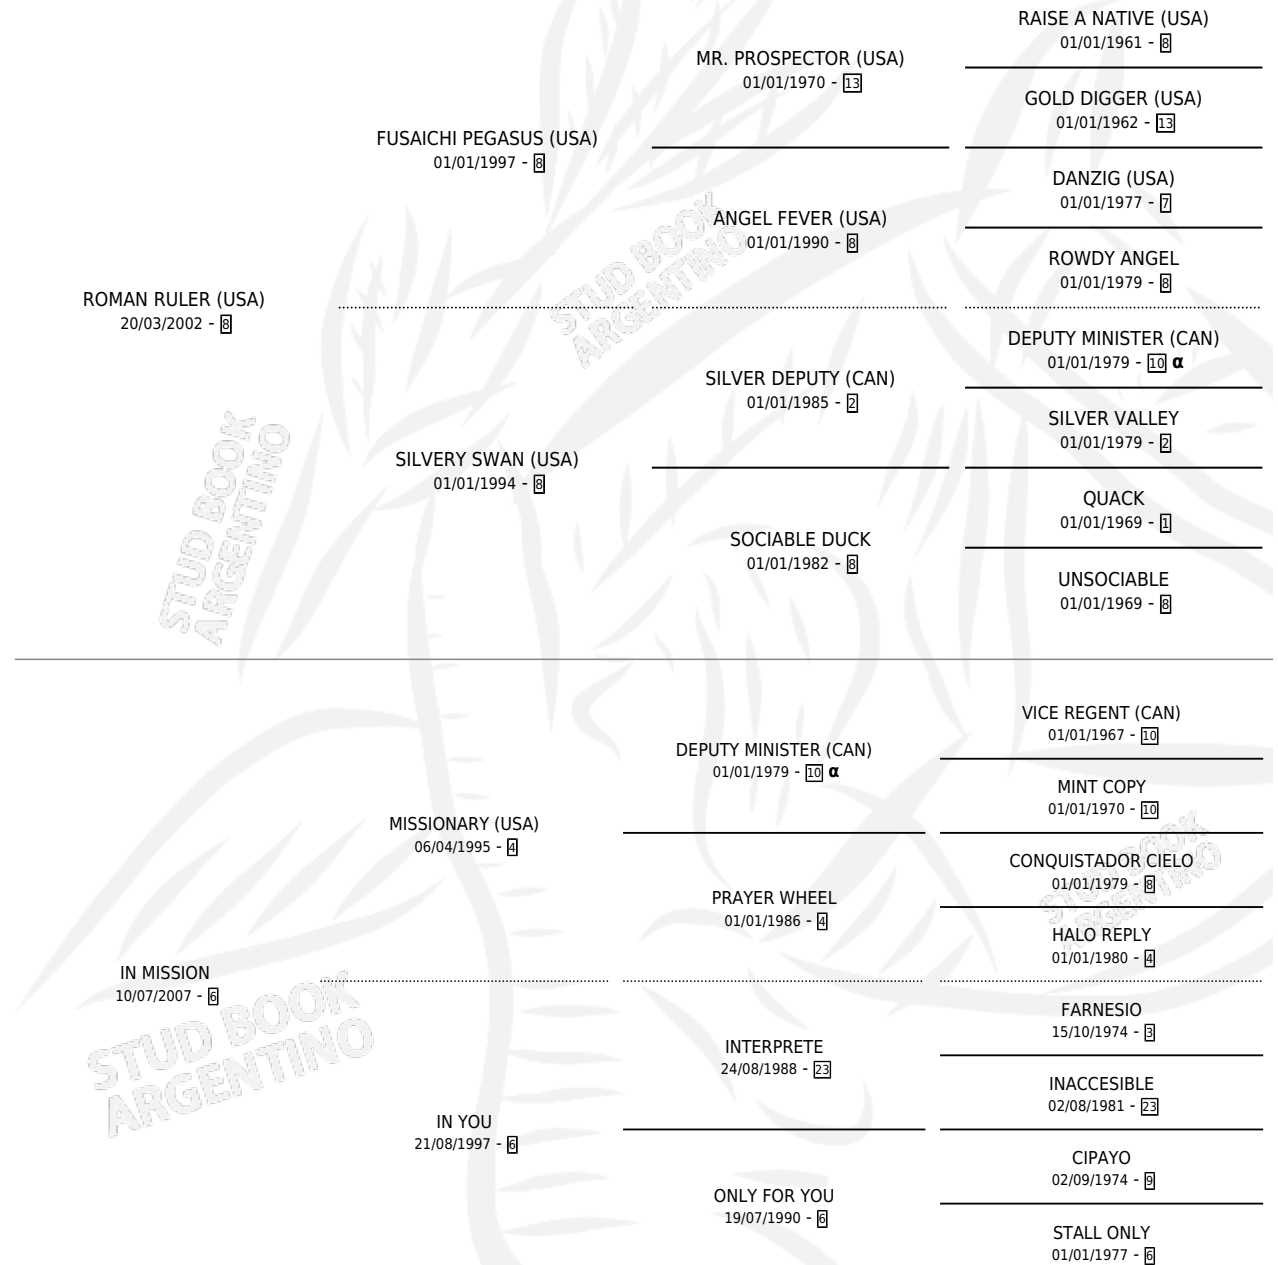 RAISE A NATIVE (USA)
01/01/1961 - 8
MR. PROSPECTOR (USA)
01/01/1970 - 13
GOLD DIGGER (USA)
01/01/1962 - 13
FUSAICHI PEGASUS (USA)
01/01/1997 - 8
DANZIG (USA)
01/01/1977 - 7
ANGEL FEVER (USA)
01/01/1990 - 8
ROWDY ANGEL
01/01/1979 - 8
STUD BOOK
ARGENTINO
ROMAN RULER (USA)
20/03/2002 - 8
DEPUTY MINISTER (CAN)
01/01/1979 - 10 α
SILVER DEPUTY (CAN)
01/01/1985 - 2
SILVER VALLEY
01/01/1979 - 2
SILVERY SWAN (USA)
01/01/1994 - 8
QUACK
01/01/1969 - 1
SOCIABLE DUCK
01/01/1982 - 8
UNSOCIABLE
01/01/1969 - 8
STUD BOOK
ARGENTINO
VICE REGENT (CAN)
01/01/1967 - 10
DEPUTY MINISTER (CAN)
01/01/1979 - 10 α
MINT COPY
01/01/1970 - 10
MISSIONARY (USA)
06/04/1995 - 4
CONQUISTADOR CIELO
01/01/1979 - 8
PRAYER WHEEL
01/01/1986 - 4
HALO REPLY
01/01/1980 - 4
STUD BOOK
ARGENTINO
IN MISSION
10/07/2007 - 6
FARNESIO
15/10/1974 - 3
INTERPRETE
24/08/1988 - 23
INACCESIBLE
02/08/1981 - 23
IN YOU
21/08/1997 - 6
CIPAYO
02/09/1974 - 9
ONLY FOR YOU
19/07/1990 - 6
STALL ONLY
01/01/1977 - 6
STUD BOOK
ARGENTINO